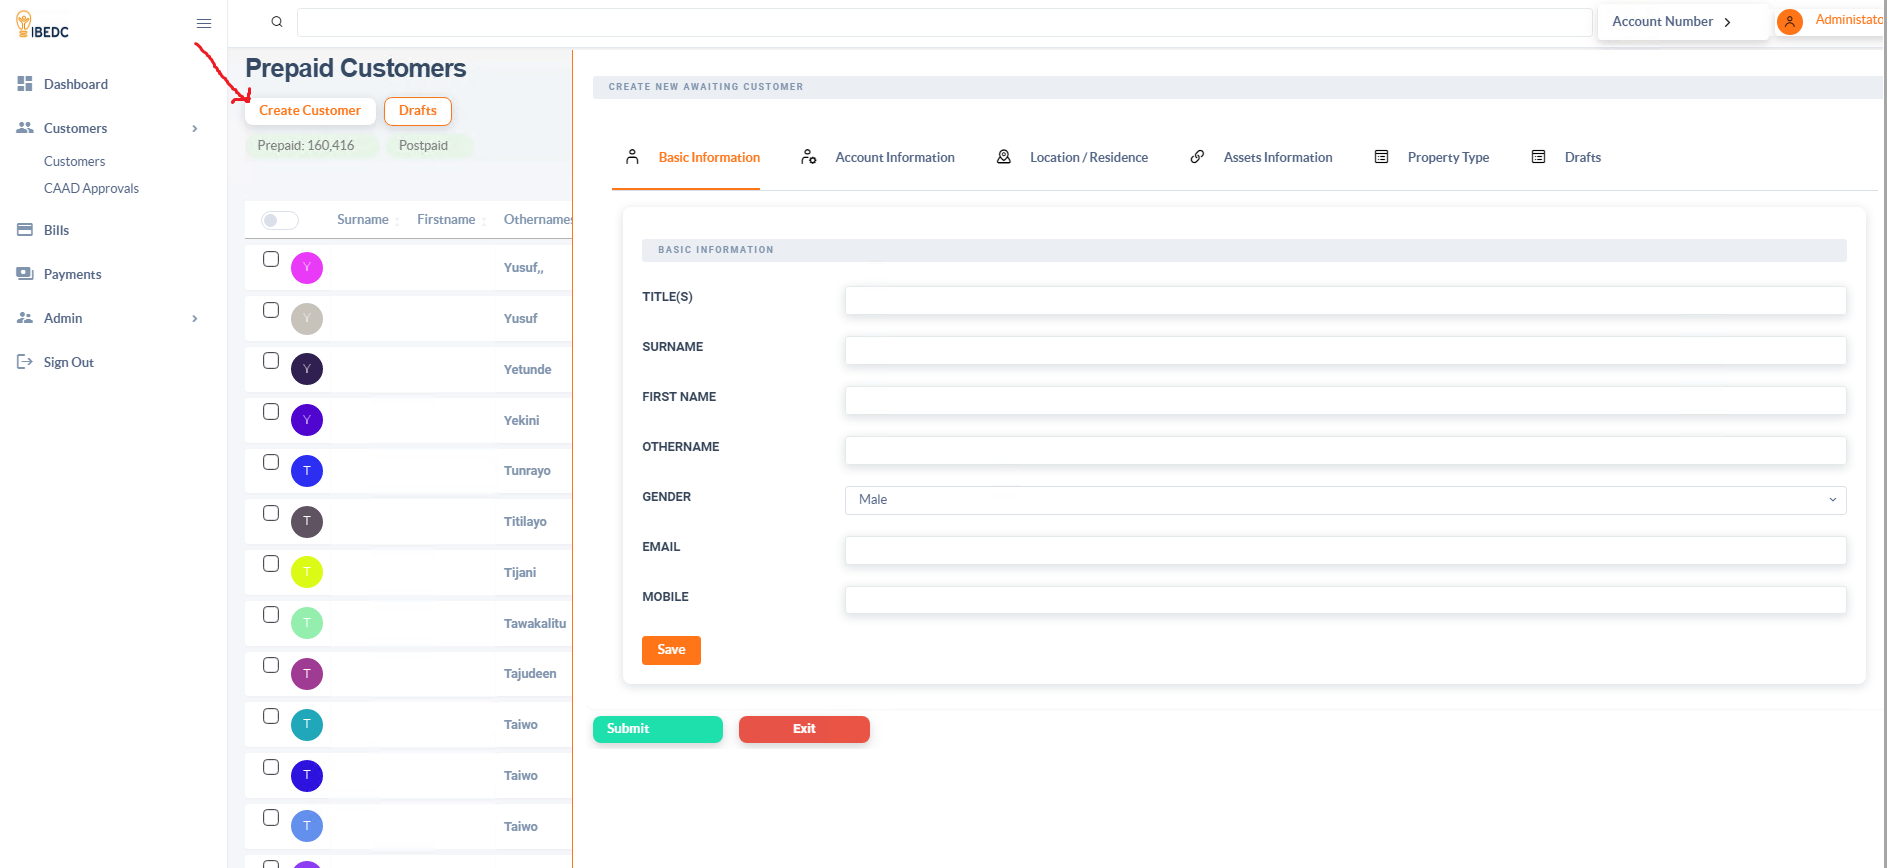 IBEDC
Account Number
Administato
Dashboard
Customers
Customers
CAAD Approvals
Bills
Payments
Admin
Sign Out
Prepaid Customers
Create Customer
Drafts
Prepaid: 160,416
Postpaid
Surname
Firstname
Othernames
Y
Yusuf,,
Y
Yusuf
Y
Yetunde
Y
Yekini
T
Tunrayo
T
Titilayo
T
Tijani
T
Tawakalitu
T
Tajudeen
T
Taiwo
T
Taiwo
T
Taiwo
CREATE NEW AWAITING CUSTOMER
Basic Information
Account Information
Location / Residence
Assets Information
Property Type
Drafts
BASIC INFORMATION
TITLE(S)
SURNAME
FIRST NAME
OTHERNAME
GENDER
Male
EMAIL
MOBILE
Save
Submit
Exit